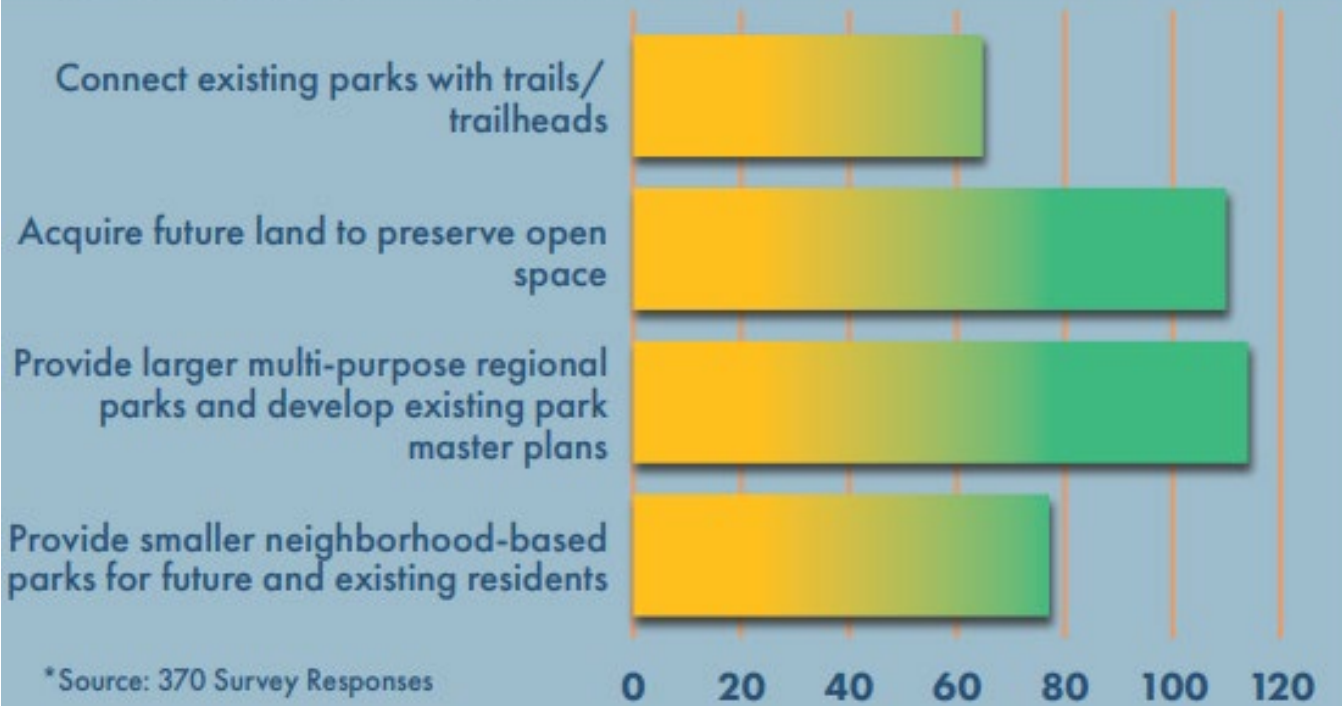 Connect existing parks with trails/
trailheads
Acquire future land to preserve open
space
Provide larger multi-purpose regional
parks and develop existing park
master plans
Provide smaller neighborhood-based
parks for future and existing residents
*Source: 370 Survey Responses
0 20 40 60 80 100 120